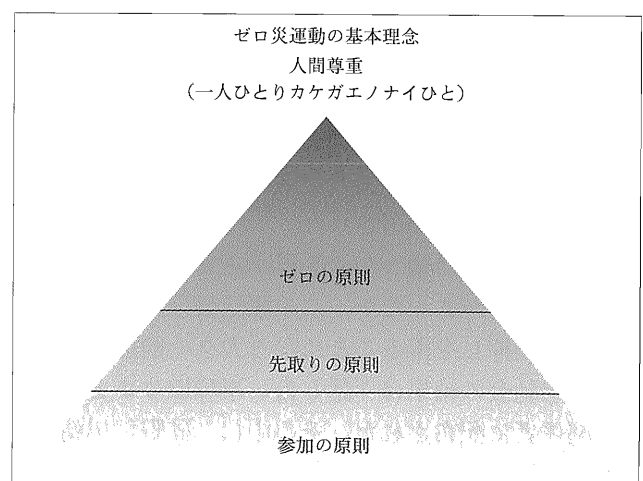 ゼロ災運動の基本理念
人間尊重
（一人ひとりカケガエノナイひと）
ゼロの原則
先取りの原則
参加の原則